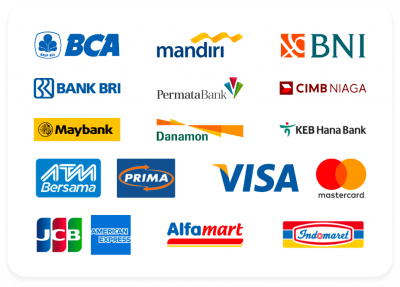 BCA
mandiri
BNI
BANK BRI
PermataBank
CIMB NIAGA
Maybank
Danamon
KEB Hana Bank
ATM
Bersama
PRIMA
VISA
mastercard
JCB
AMERICAN
EXPRESS
Alfamart
Indomaret